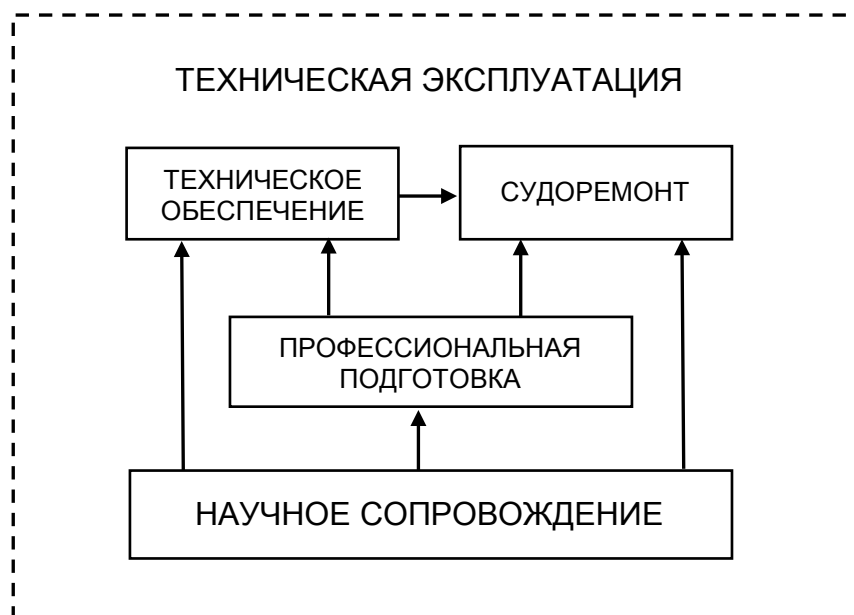 ТЕХНИЧЕСКАЯ ЭКСПЛУАТАЦИЯ
ТЕХНИЧЕСКОЕ
ОБЕСПЕЧЕНИЕ
СУДОРЕМОНТ
ПРОФЕССИОНАЛЬНАЯ
ПОДГОТОВКА
НАУЧНОЕ СОПРОВОЖДЕНИЕ